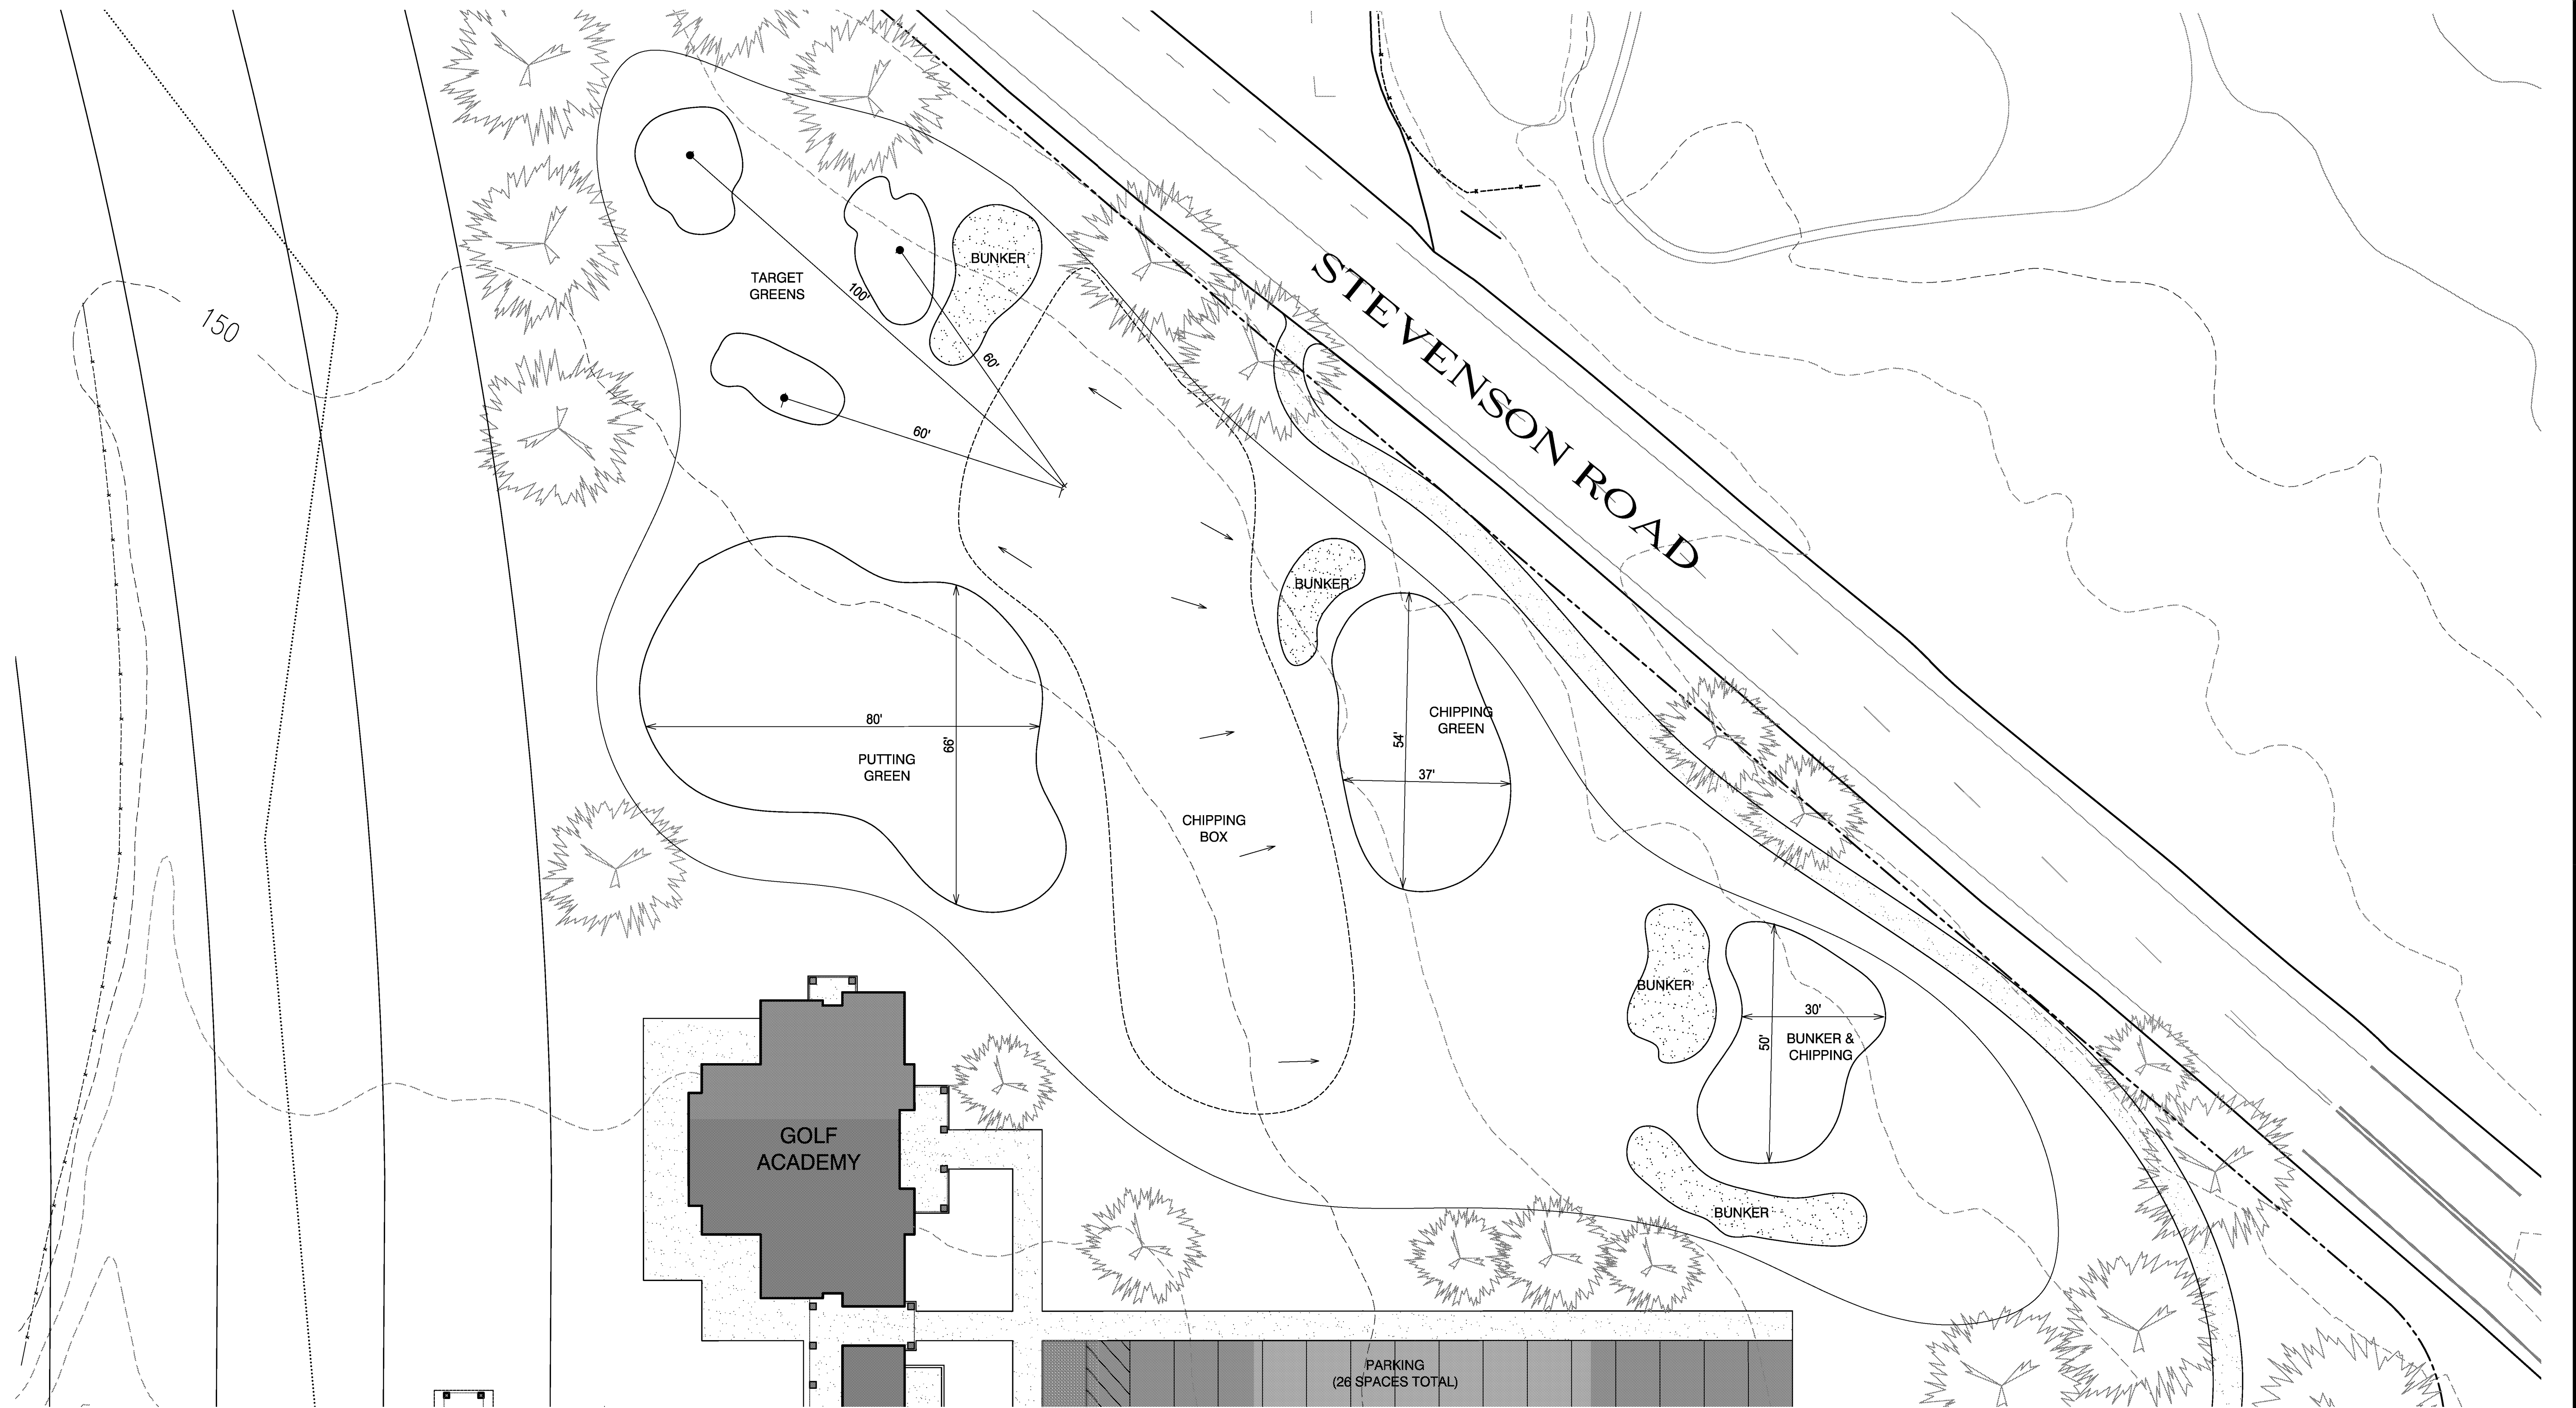 150
TARGET
GREENS
100'
BUNKER
60'
60'
STEVENSON ROAD
BUNKER
80'
66'
PUTTING
GREEN
CHIPPING
GREEN
54'
37'
CHIPPING
BOX
BUNKER
30'
50'
BUNKER &
CHIPPING
BUNKER
GOLF
ACADEMY
PARKING
(26 SPACES TOTAL)